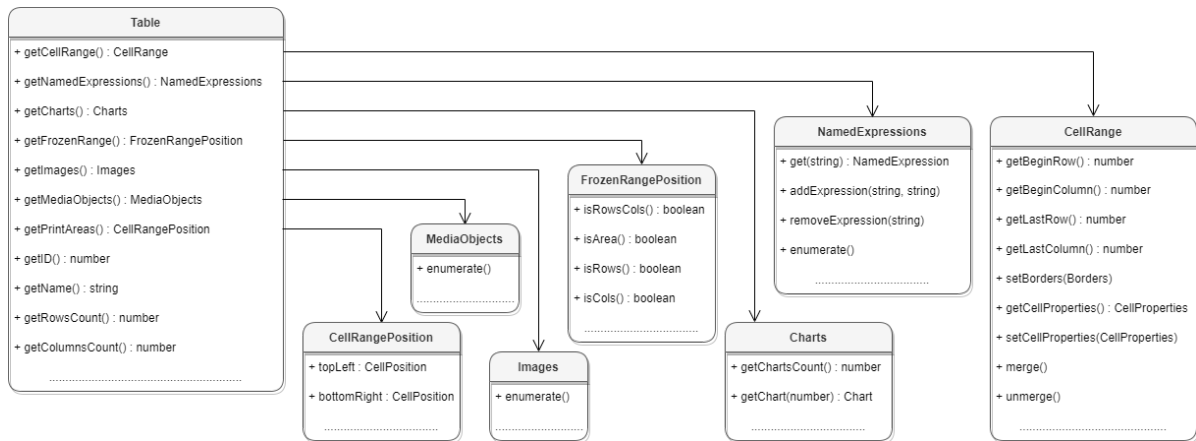 Table
+ getCellRange() : CellRange
+ getNamedExpressions() : NamedExpressions
+ getCharts() : Charts
+ getFrozenRange() : FrozenRangePosition
+ getImages() : Images
+ getMediaObjects() : MediaObjects
+ getPrintAreas() : CellRangePosition
+ getID() : number
+ getName() : string
+ getRowsCount() : number
+ getColumnsCount() : number
....................................................
CellRangePosition
+ topLeft : CellPosition
+ bottomRight : CellPosition
....................................
MediaObjects
+ enumerate()
..............................
Images
+ enumerate()
..............................
FrozenRangePosition
+ isRowsCols() : boolean
+ isArea() : boolean
+ isRows() : boolean
+ isCols() : boolean
....................................
Charts
+ getChartsCount() : number
+ getChart(number) : Chart
....................................
NamedExpressions
+ get(string) : NamedExpression
+ addExpression(string, string)
+ removeExpression(string)
+ enumerate()
....................................
CellRange
+ getBeginRow() : number
+ getBeginColumn() : number
+ getLastRow() : number
+ getLastColumn() : number
+ setBorders(Borders)
+ getCellProperties() : CellProperties
+ setCellProperties(CellProperties)
+ merge()
+ unmerge()
....................................